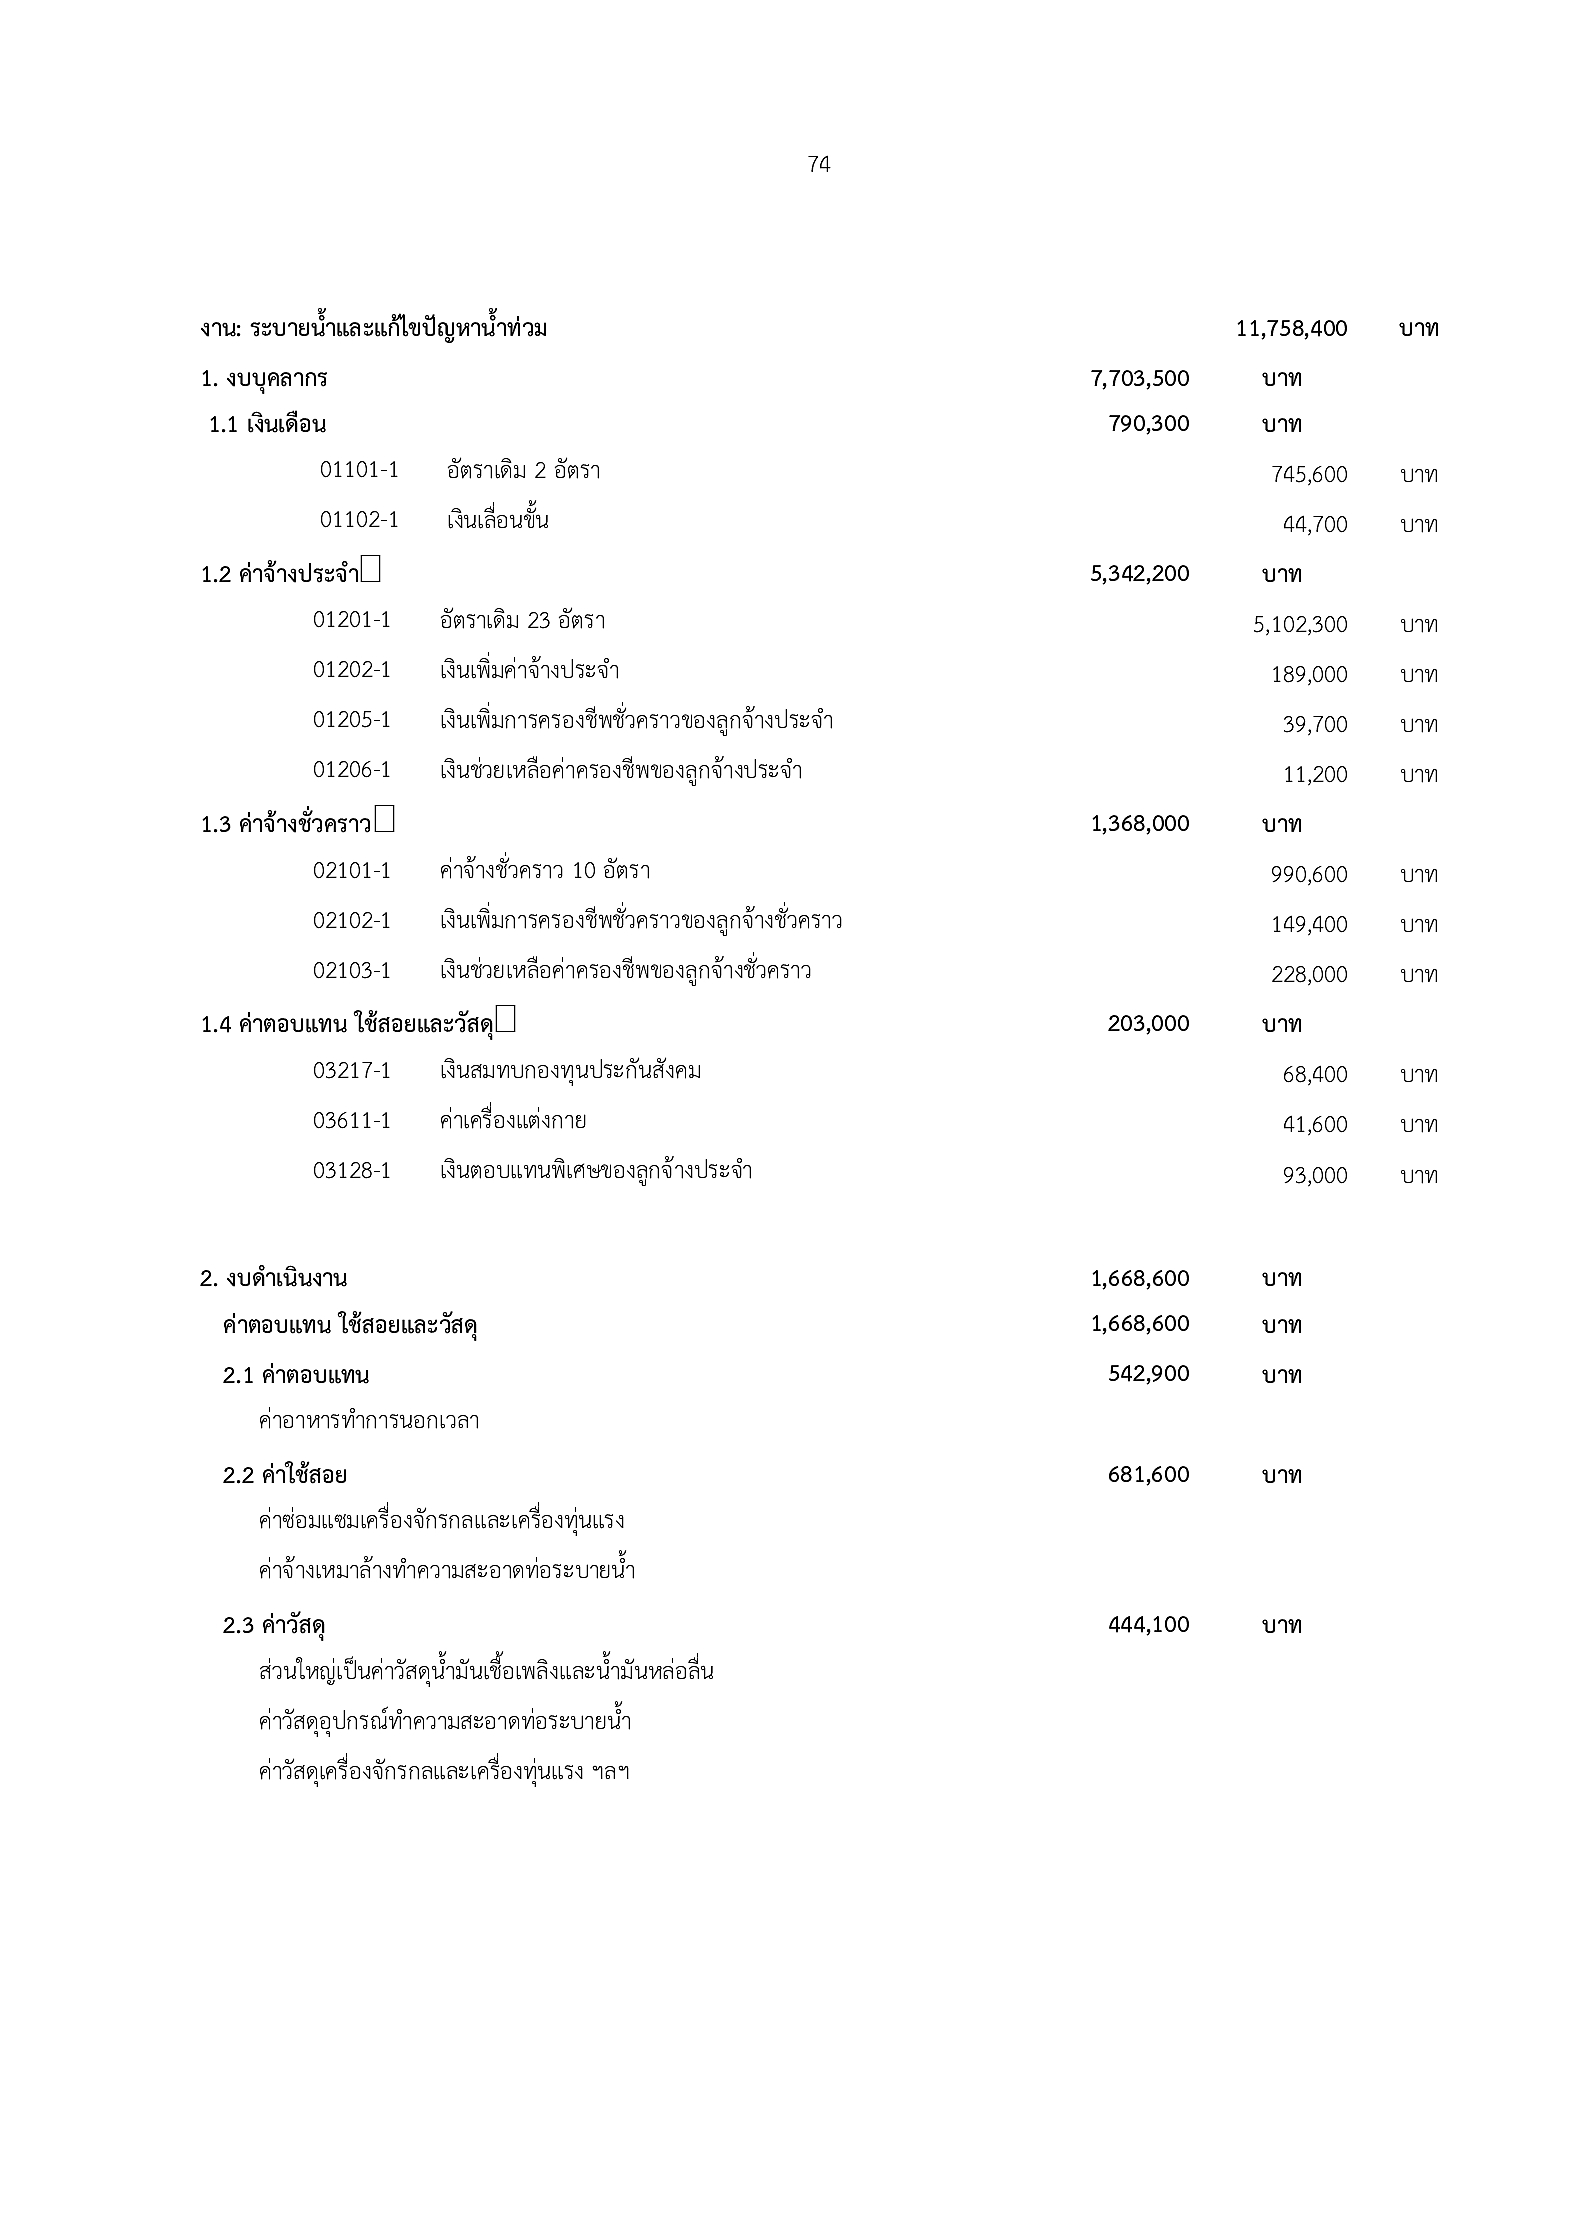 74
งาน: ระบายน้ำและแก้ไขปัญหาน้ำท่วม 11,758,400 บาท
1. งบบุคลากร 7,703,500 บาท
1.1 เงินเดือน 790,300 บาท
01101-1 อัตราเดิม 2 อัตรา 745,600 บาท
01102-1 เงินเลื่อนขั้น 44,700 บาท
1.2 ค่าจ้างประจำ 5,342,200 บาท
01201-1 อัตราเดิม 23 อัตรา 5,102,300 บาท
01202-1 เงินเพิ่มค่าจ้างประจำ 189,000 บาท
01205-1 เงินเพิ่มการครองชีพชั่วคราวของลูกจ้างประจำ 39,700 บาท
01206-1 เงินช่วยเหลือค่าครองชีพของลูกจ้างประจำ 11,200 บาท
1.3 ค่าจ้างชั่วคราว 1,368,000 บาท
02101-1 ค่าจ้างชั่วคราว 10 อัตรา 990,600 บาท
02102-1 เงินเพิ่มการครองชีพชั่วคราวของลูกจ้างชั่วคราว 149,400 บาท
02103-1 เงินช่วยเหลือค่าครองชีพของลูกจ้างชั่วคราว 228,000 บาท
1.4 ค่าตอบแทน ใช้สอยและวัสดุ 203,000 บาท
03217-1 เงินสมทบกองทุนประกันสังคม 68,400 บาท
03611-1 ค่าเครื่องแต่งกาย 41,600 บาท
03128-1 เงินตอบแทนพิเศษของลูกจ้างประจำ 93,000 บาท
2. งบดำเนินงาน 1,668,600 บาท
ค่าตอบแทน ใช้สอยและวัสดุ 1,668,600 บาท
2.1 ค่าตอบแทน 542,900 บาท
ค่าอาหารทำการนอกเวลา
2.2 ค่าใช้สอย 681,600 บาท
ค่าซ่อมแซมเครื่องจักรกลและเครื่องทุ่นแรง
ค่าจ้างเหมาล้างทำความสะอาดท่อระบายน้ำ
2.3 ค่าวัสดุ 444,100 บาท
ส่วนใหญ่เป็นค่าวัสดุน้ำมันเชื้อเพลิงและน้ำมันหล่อลื่น
ค่าวัสดุอุปกรณ์ทำความสะอาดท่อระบายน้ำ
ค่าวัสดุเครื่องจักรกลและเครื่องทุ่นแรง ฯลฯ